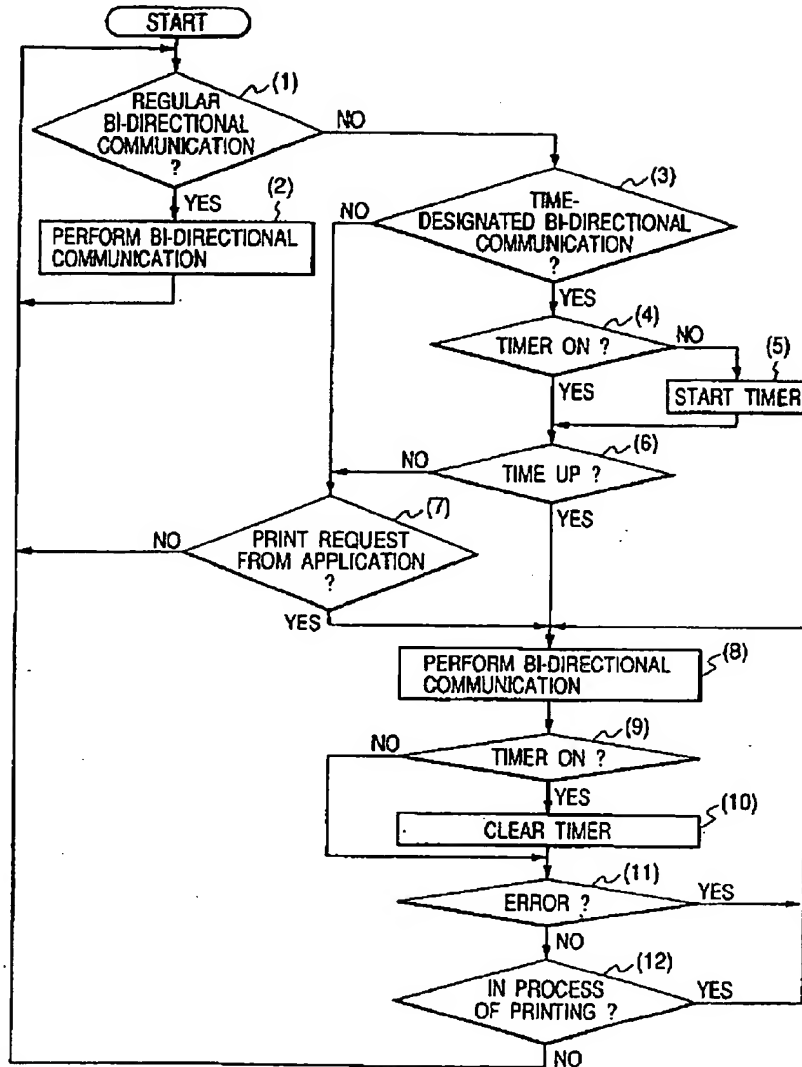 START
(1)
REGULAR
BI-DIRECTIONAL
COMMUNICATION
?
NO
YES
(2)
PERFORM BI-DIRECTIONAL
COMMUNICATION
(3)
TIME-
DESIGNATED BI-DIRECTIONAL
COMMUNICATION
?
NO
YES
(4)
TIMER ON ?
NO
YES
(5)
START TIMER
(6)
TIME UP ?
NO
YES
(7)
PRINT REQUEST
FROM APPLICATION
?
NO
YES
PERFORM BI-DIRECTIONAL
COMMUNICATION
(8)
(9)
TIMER ON ?
NO
YES
(10)
CLEAR TIMER
(11)
ERROR ?
YES
NO
(12)
IN PROCESS
OF PRINTING ?
YES
NO